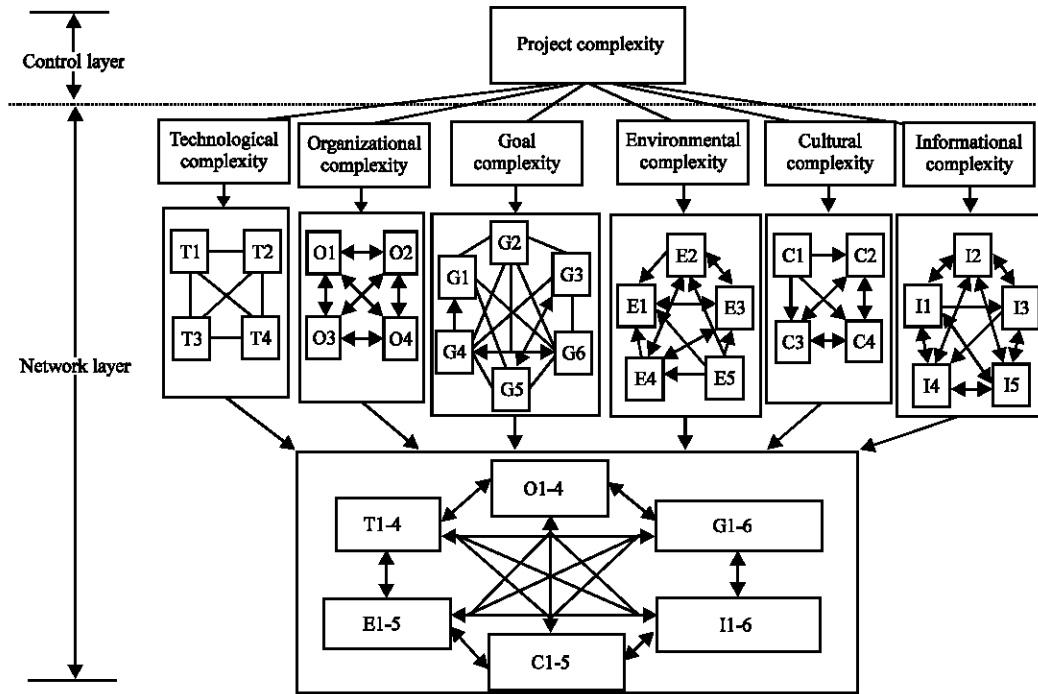 Project complexity
Control layer
Technological
complexity
Organizational
complexity
Goal
complexity
Environmental
complexity
Cultural
complexity
Informational
complexity
Network layer
T1
T2
T3
T4
O1
O2
O3
O4
G2
G1
G3
G4
G6
G5
E2
E1
E3
E4
E5
C1
C2
C3
C4
I2
I1
I3
I4
I5
O1-4
T1-4
G1-6
E1-5
I1-6
C1-5